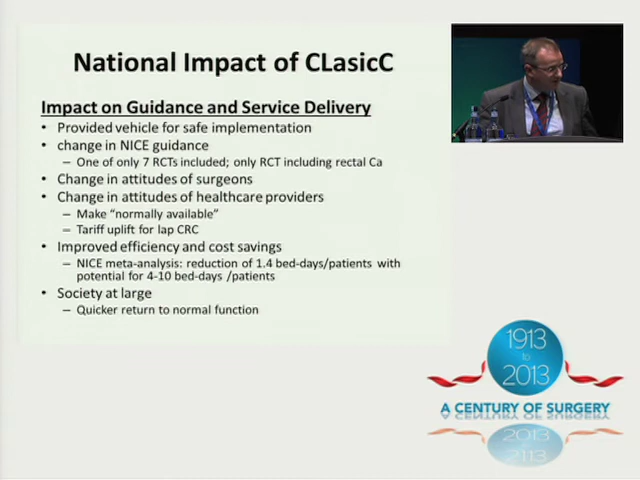 National Impact of CLasicC
Impact on Guidance and Service Delivery
• Provided vehicle for safe implementation
• change in NICE guidance
– One of only 7 RCTs included; only RCT including rectal Ca
• Change in attitudes of surgeons
• Change in attitudes of healthcare providers
– Make “normally available”
– Tariff uplift for lap CRC
• Improved efficiency and cost savings
– NICE meta-analysis: reduction of 1.4 bed-days/patients with
potential for 4-10 bed-days /patients
• Society at large
– Quicker return to normal function
1913
to
2013
A CENTURY OF SURGERY